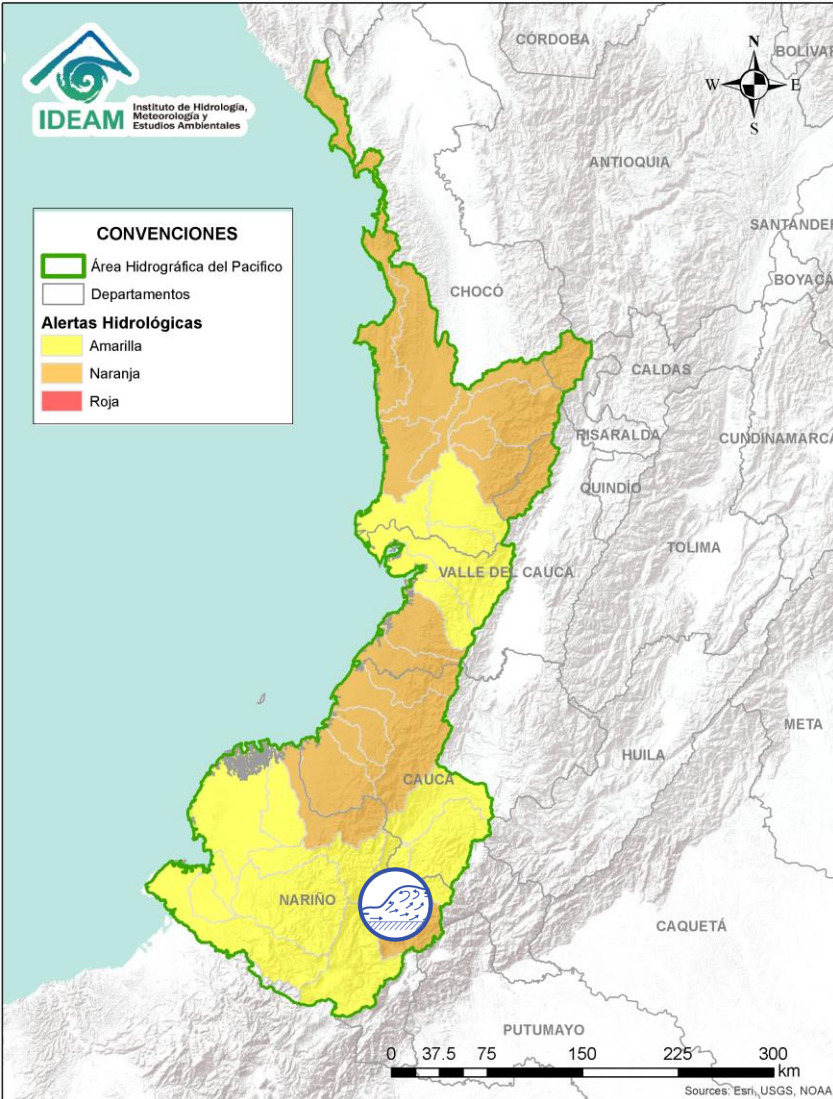 IDEAM
Instituto de Hidrología,
Meteorología y
Estudios Ambientales
CÓRDOBA
BOLÍVAR
N
W
E
S
ANTIOQUIA
SANTANDER
CONVENCIONES
Área Hidrográfica del Pacifico
Departamentos
Alertas Hidrológicas
Amarilla
Naranja
Roja
BOYACÁ
CHOCÓ
CALDAS
RISARALDA
CUNDINAMARCA
QUINDÍO
TOLIMA
VALLE DEL CAUCA
META
HUILA
CAUCA
NARIÑO
CAQUETÁ
PUTUMAYO
0 37.5 75 150 225 300
km
Sources: Esri, USGS, NOAA